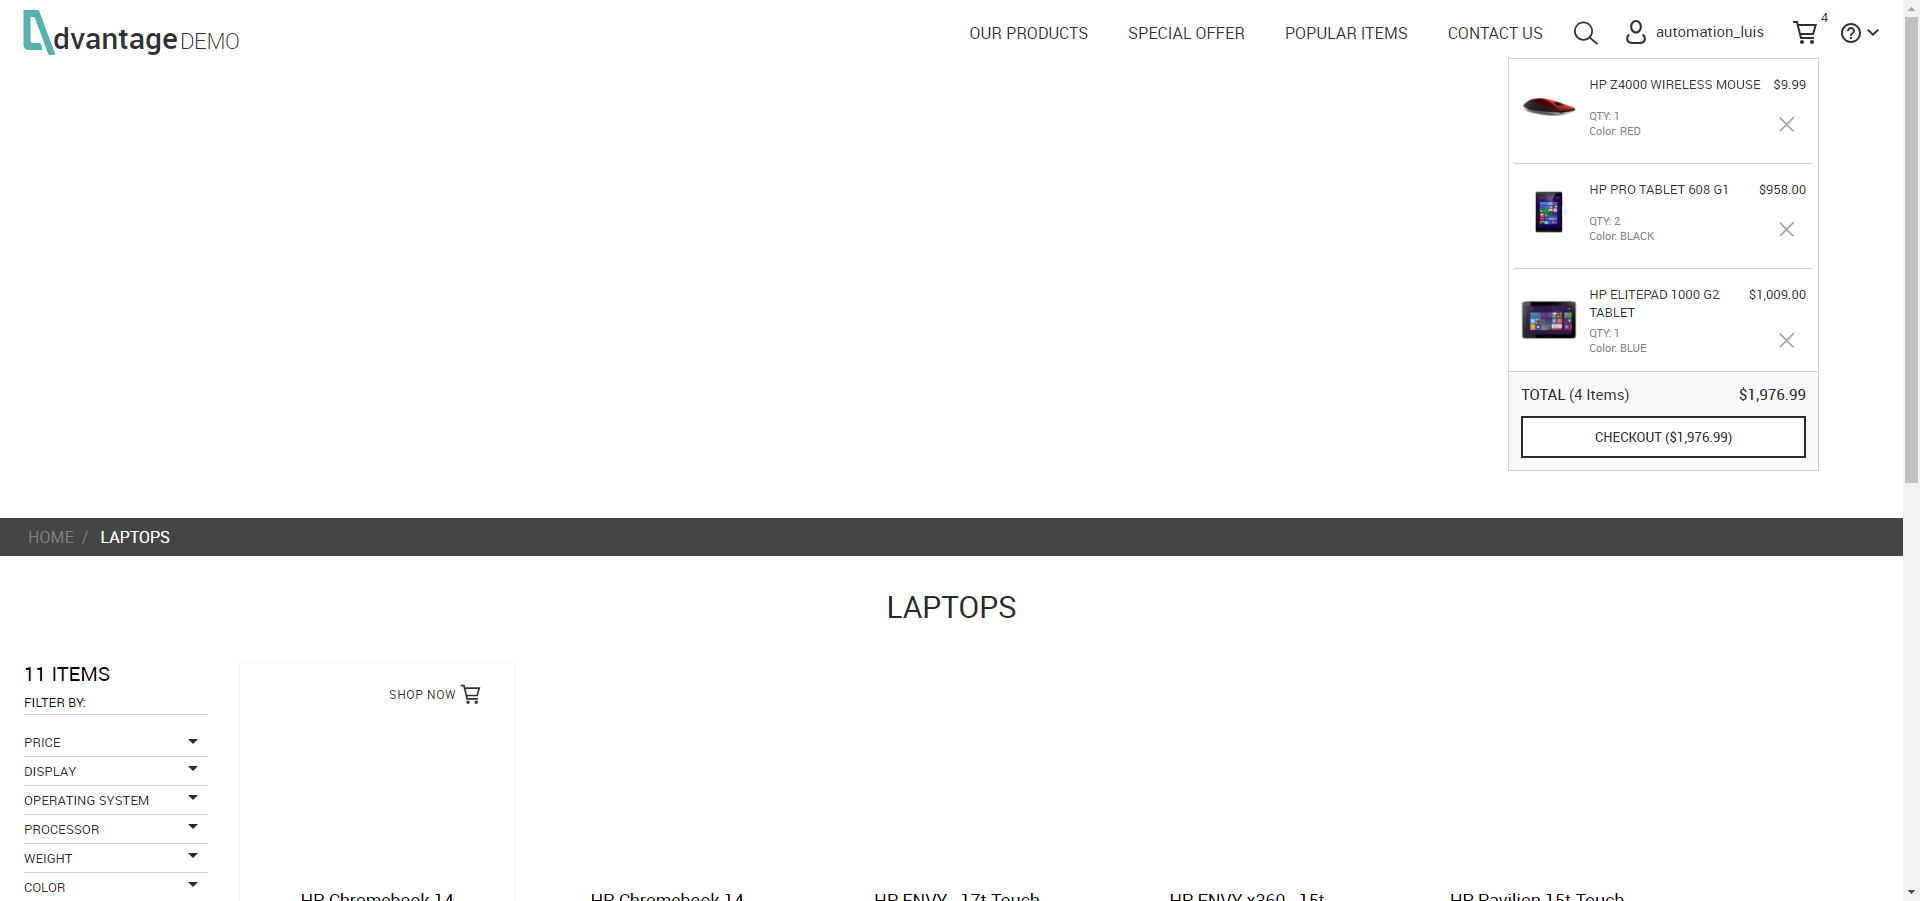 dvantage DEMO
OUR PRODUCTS SPECIAL OFFER POPULAR ITEMS CONTACT US automation_luis 4
HP Z4000 WIRELESS MOUSE $9.99
QTY: 1
Color: RED
HP PRO TABLET 608 G1 $958.00
QTY: 2
Color: BLACK
HP ELITEPAD 1000 G2 $1,009.00
TABLET
QTY: 1
Color: BLUE
TOTAL (4 Items) $1,976.99
CHECKOUT ($1,976.99)
HOME / LAPTOPS
LAPTOPS
11 ITEMS
FILTER BY:
PRICE
DISPLAY
OPERATING SYSTEM
PROCESSOR
WEIGHT
COLOR
SHOP NOW
HP Chromebook 14
HP Chromebook 14
HP ENVY - 17t Touch
HP ENVY x360 - 15t
HP Pavilion 15t Touch